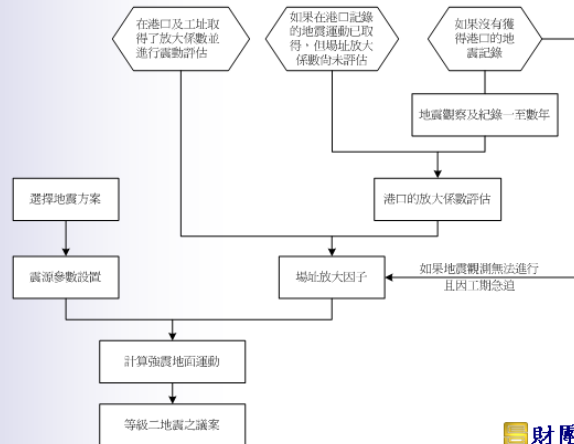 在港口及工址取
得了放大係數並
進行震動評估
如果在港口記錄
的地震運動已取
得，但場址放大
係數尚未評估
如果沒有獲
得港口的地
震記錄
地震觀察及紀錄一至數年
選擇地震方案
港口的放大係數評估
震源參數設置
場址放大因子
如果地震觀測無法進行
且因工期急迫
計算強震地面運動
等級二地震之議案
財團